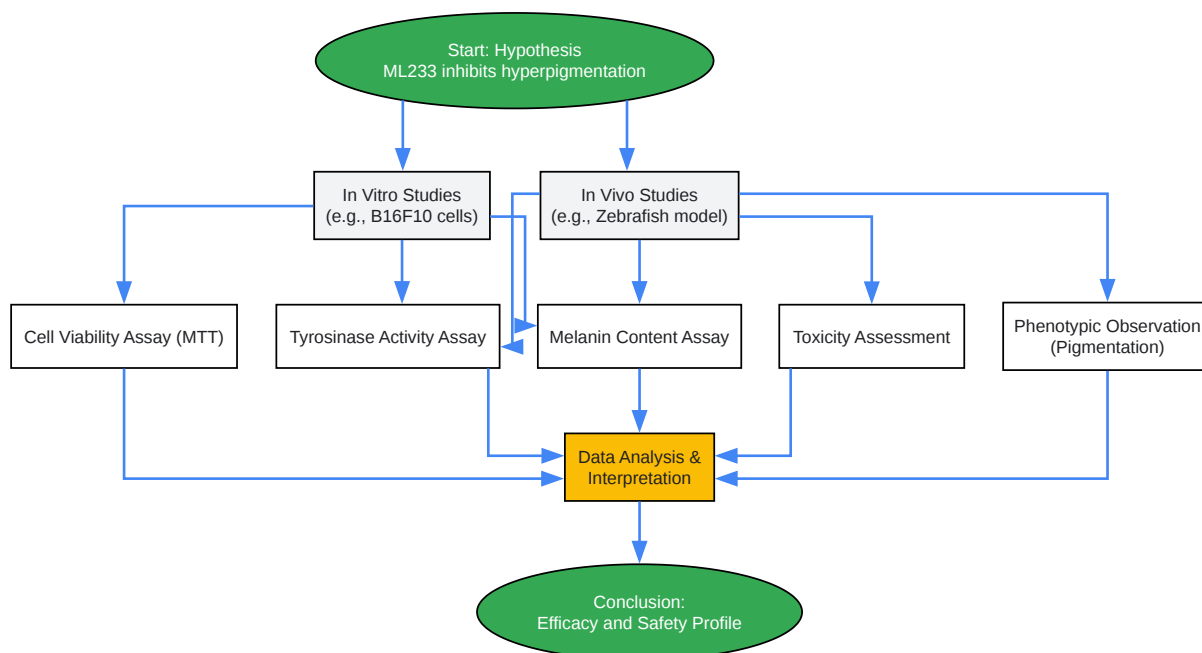 Start: Hypothesis
ML233 inhibits hyperpigmentation
In Vitro Studies
(e.g., B16F10 cells)
In Vivo Studies
(e.g., Zebrafish model)
Cell Viability Assay (MTT)
Tyrosinase Activity Assay
Melanin Content Assay
Toxicity Assessment
Phenotypic Observation
(Pigmentation)
Data Analysis &
Interpretation
Conclusion:
Efficacy and Safety Profile